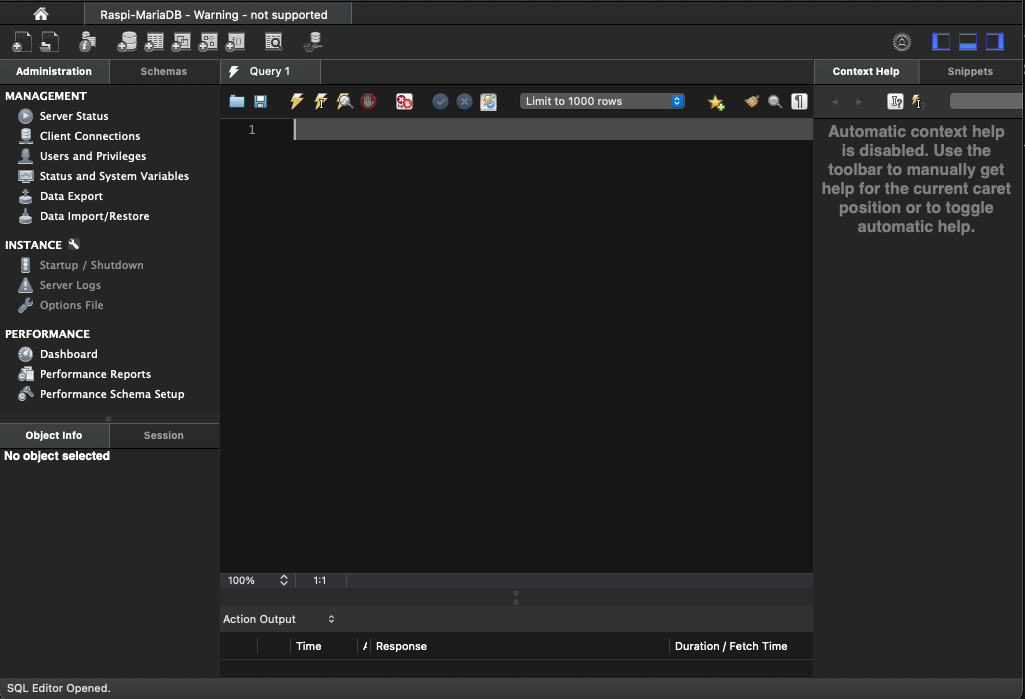 Raspi-MariaDB - Warning - not supported
Administration
Schemas
Query 1
Context Help
Snippets
MANAGEMENT
Server Status
Client Connections
Users and Privileges
Status and System Variables
Data Export
Data Import/Restore
INSTANCE
Startup / Shutdown
Server Logs
Options File
PERFORMANCE
Dashboard
Performance Reports
Performance Schema Setup
Object Info
Session
No object selected
Limit to 1000 rows
1
100%
1:1
Action Output
Time
Response
Duration / Fetch Time
Automatic context help
is disabled. Use the
toolbar to manually get
help for the current caret
position or to toggle
automatic help.
SQL Editor Opened.